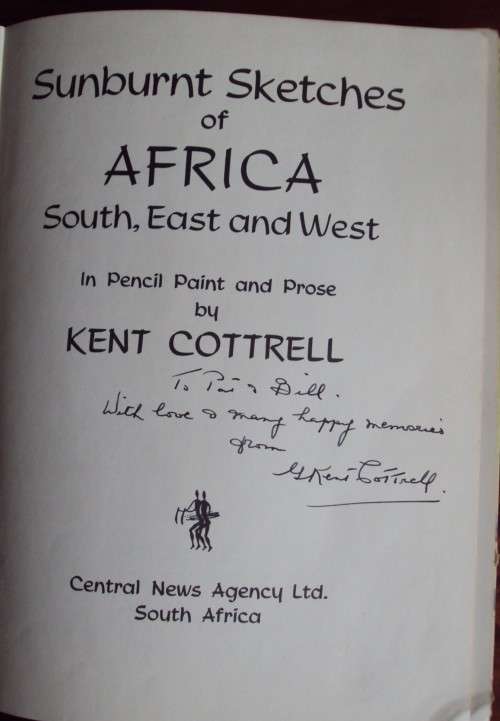 Sunburnt Sketches
of
AFRICA
South, East and West
In Pencil Paint and Prose
by
KENT COTTRELL
To Pat & Bill.
With love & many happy memories
from
G Kent Cottrell.
Central News Agency Ltd.
South Africa